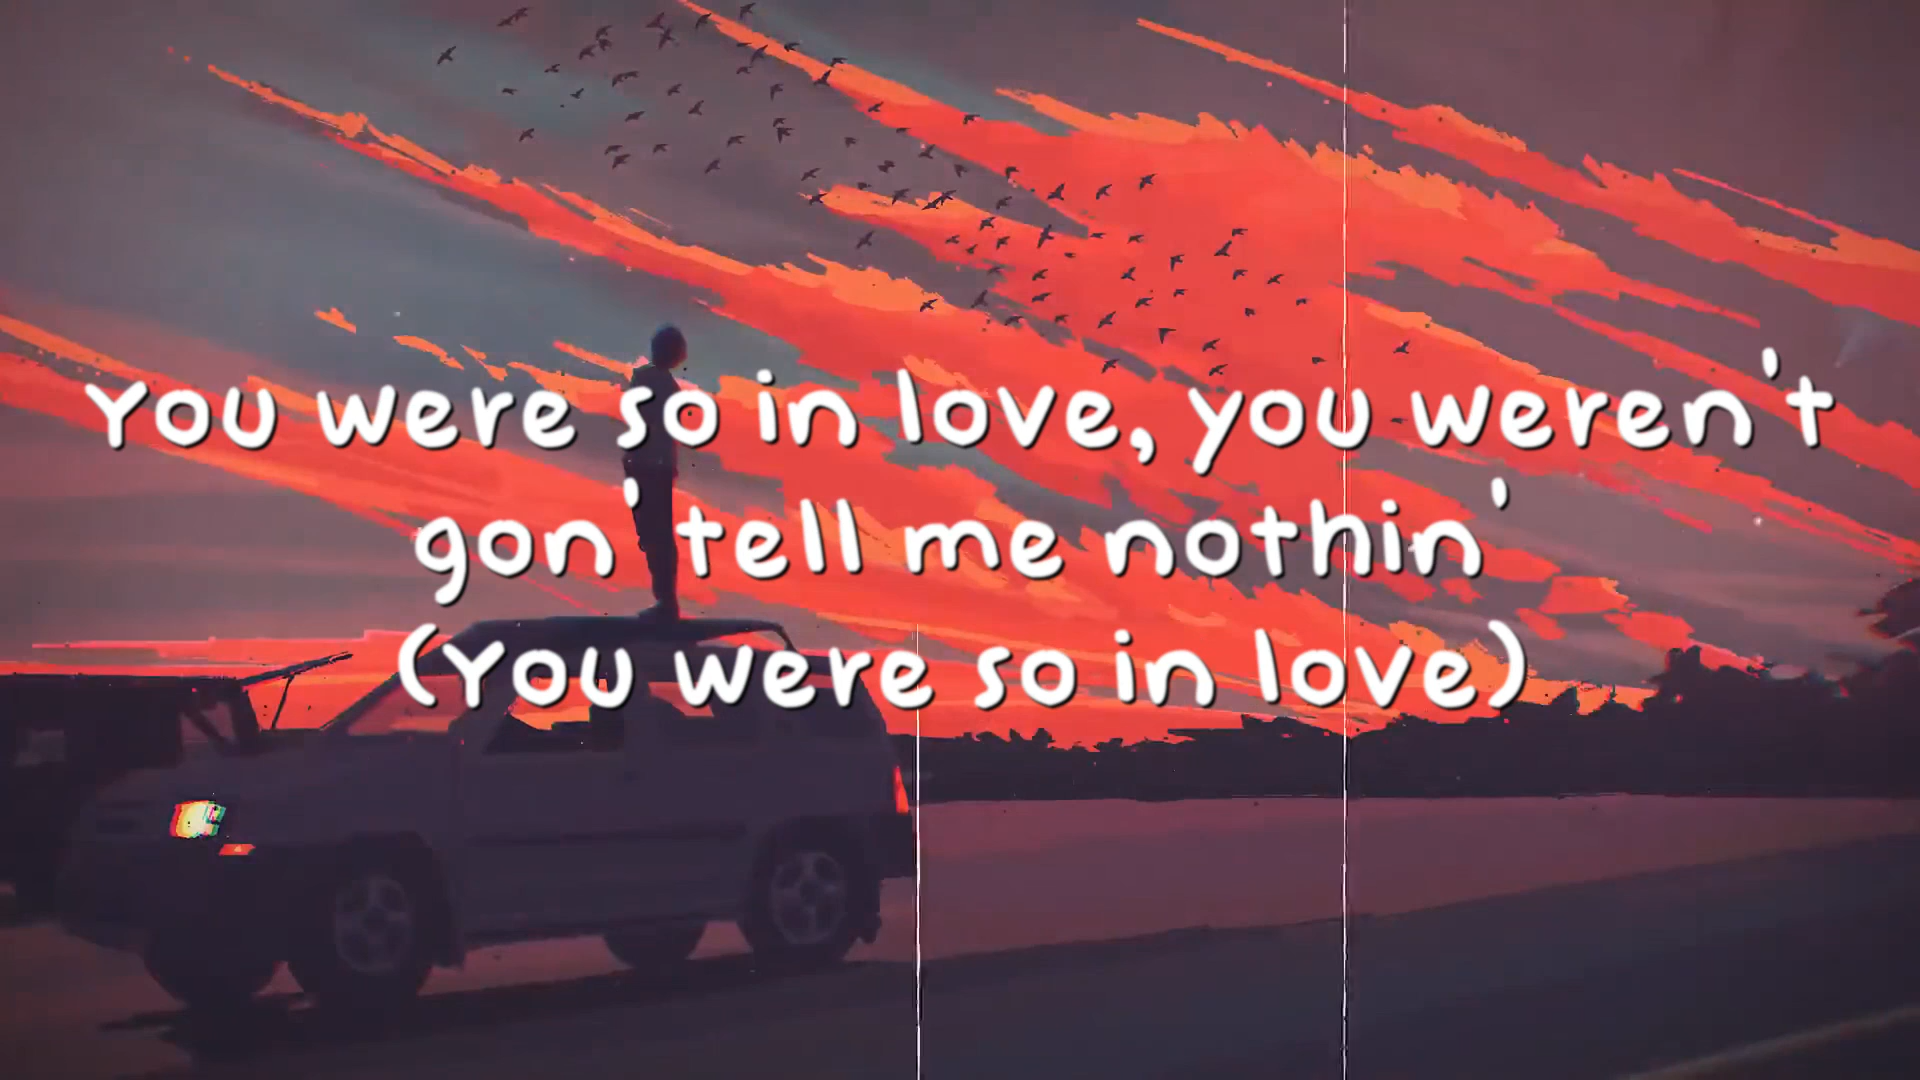 You were so in love, you weren't
gon' tell me nothin'
(You were so in love)